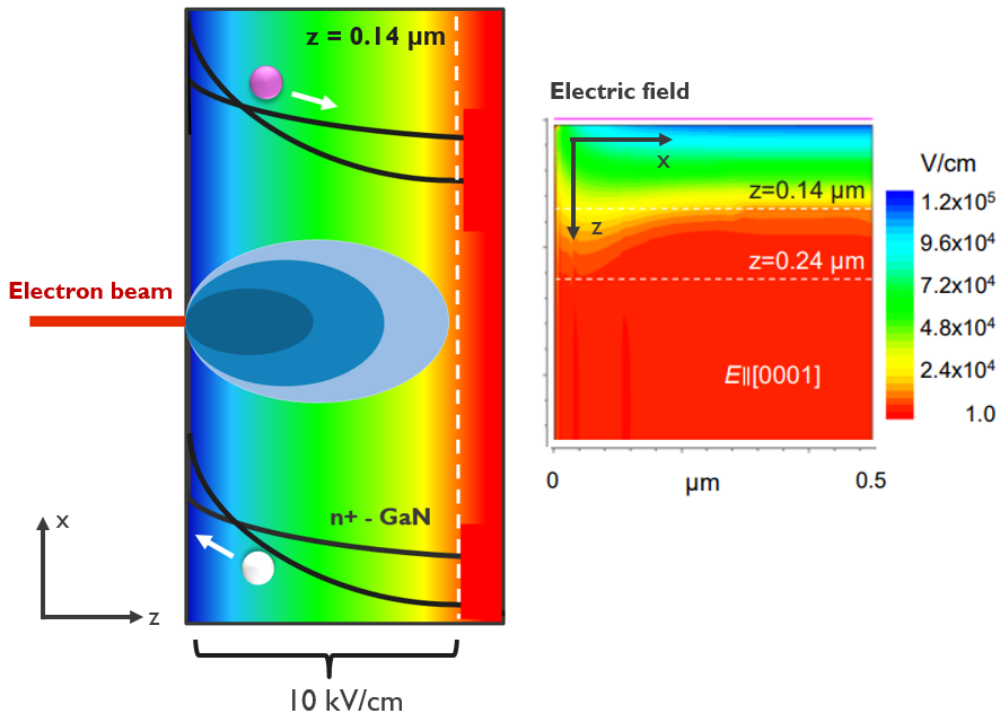 z = 0.14 µm
Electron beam
n+ - GaN
x
z
10 kV/cm
Electric field
x
z
z=0.14 µm
z=0.24 µm
E||[0001]
0
µm
0.5
V/cm
1.2x10⁵
9.6x10⁴
7.2x10⁴
4.8x10⁴
2.4x10⁴
1.0